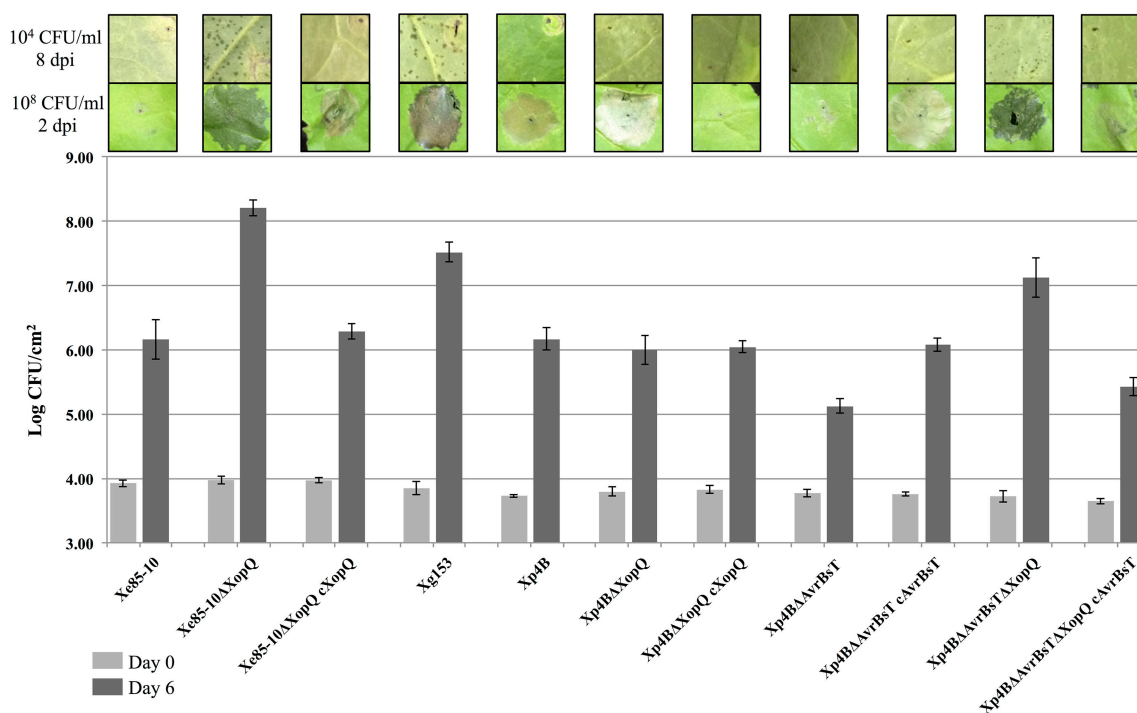 10⁴ CFU/ml
8 dpi
10⁸ CFU/ml
2 dpi
9.00
8.00
7.00
6.00
5.00
4.00
3.00
Log CFU/cm²
Xe85-10
Xe85-10ΔXopQ
Xe85-10ΔXopQ cXopQ
Xg153
Xp4B
Xp4BΔXopQ
Xp4BΔXopQ cXopQ
Xp4BΔAvrBsT
Xp4BΔAvrBsT cAvrBsT
Xp4BΔAvrBsTΔXopQ
Xp4BΔAvrBsTΔXopQ cAvrBsT
Day 0
Day 6